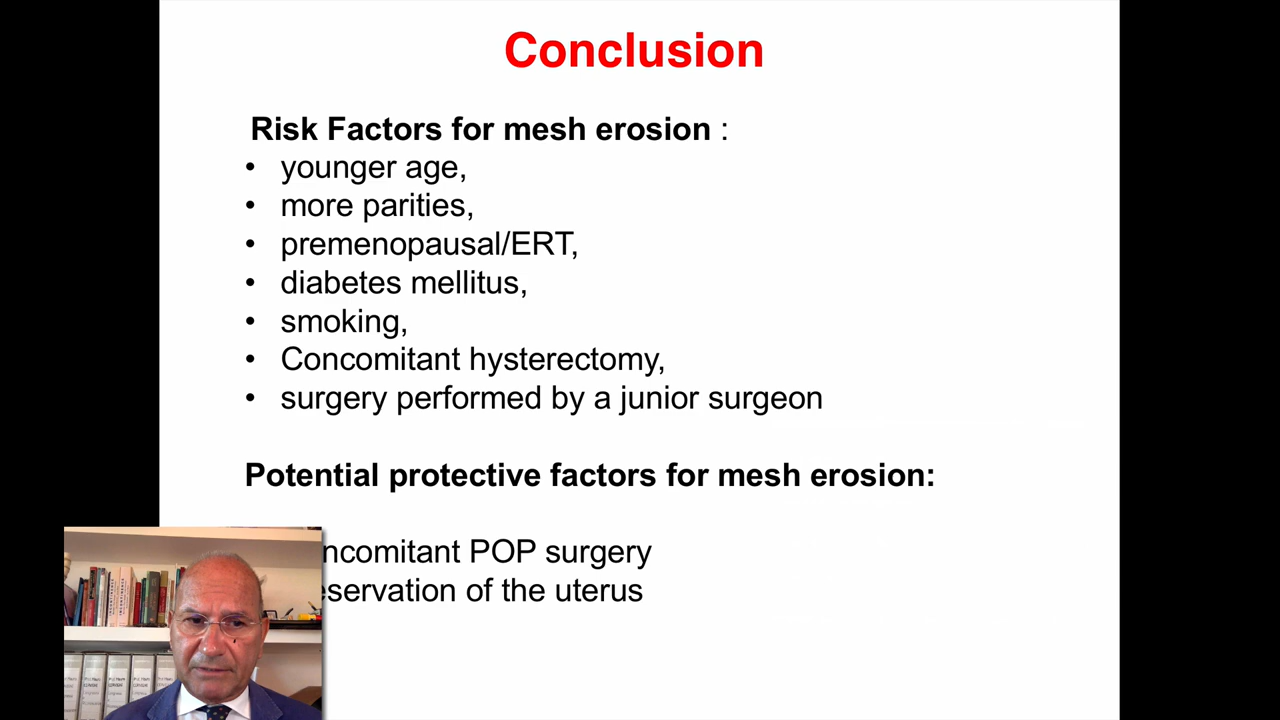 Conclusion
Risk Factors for mesh erosion :
• younger age,
• more parities,
• premenopausal/ERT,
• diabetes mellitus,
• smoking,
• Concomitant hysterectomy,
• surgery performed by a junior surgeon
Potential protective factors for mesh erosion:
ncomitant POP surgery
eservation of the uterus